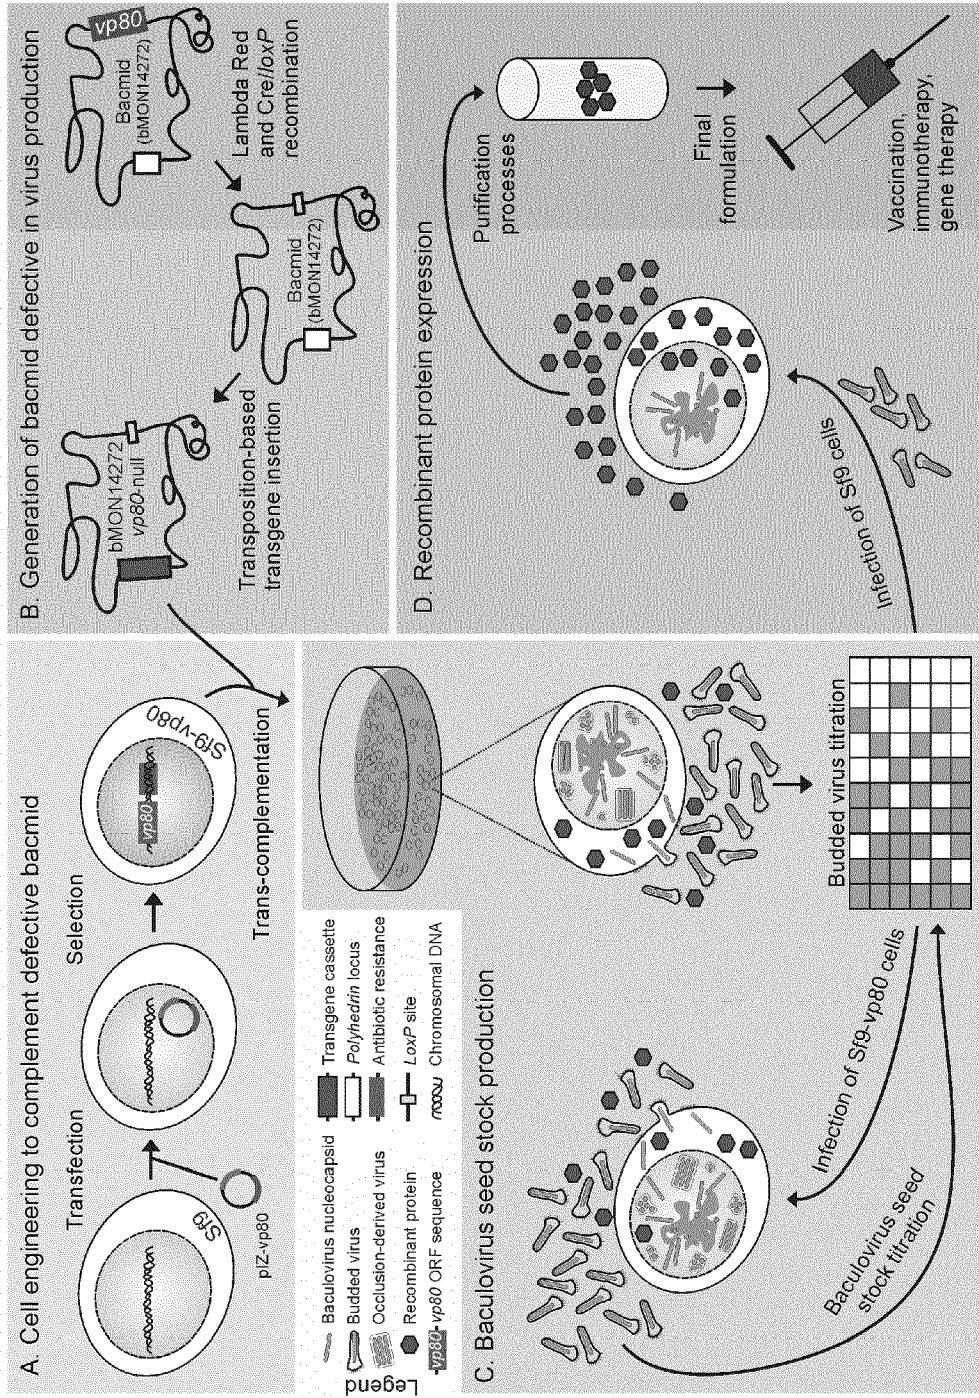 A. Cell engineering to complement defective bacmid
Transfection
Selection
Sf9
pIZ-vp80
vp80
Sf9-vp80
Trans-complementation
B. Generation of bacmid defective in virus production
bMON14272
vp80-null
Transposition-based
transgene insertion
Bacmid
(bMON14272)
Lambda Red
and Cre/loxP
recombination
vp80
Bacmid
(bMON14272)
Legend
Baculovirus nucleocapsid
Budded virus
Occlusion-derived virus
Recombinant protein
vp80 vp80 ORF sequence
Transgene cassette
Polyhedrin locus
Antibiotic resistance
LoxP site
Chromosomal DNA
C. Baculovirus seed stock production
Infection of Sf9-vp80 cells
Baculovirus seed
stock titration
Budded virus titration
D. Recombinant protein expression
Infection of Sf9 cells
Purification
processes
Final
formulation
Vaccination,
immunotherapy,
gene therapy